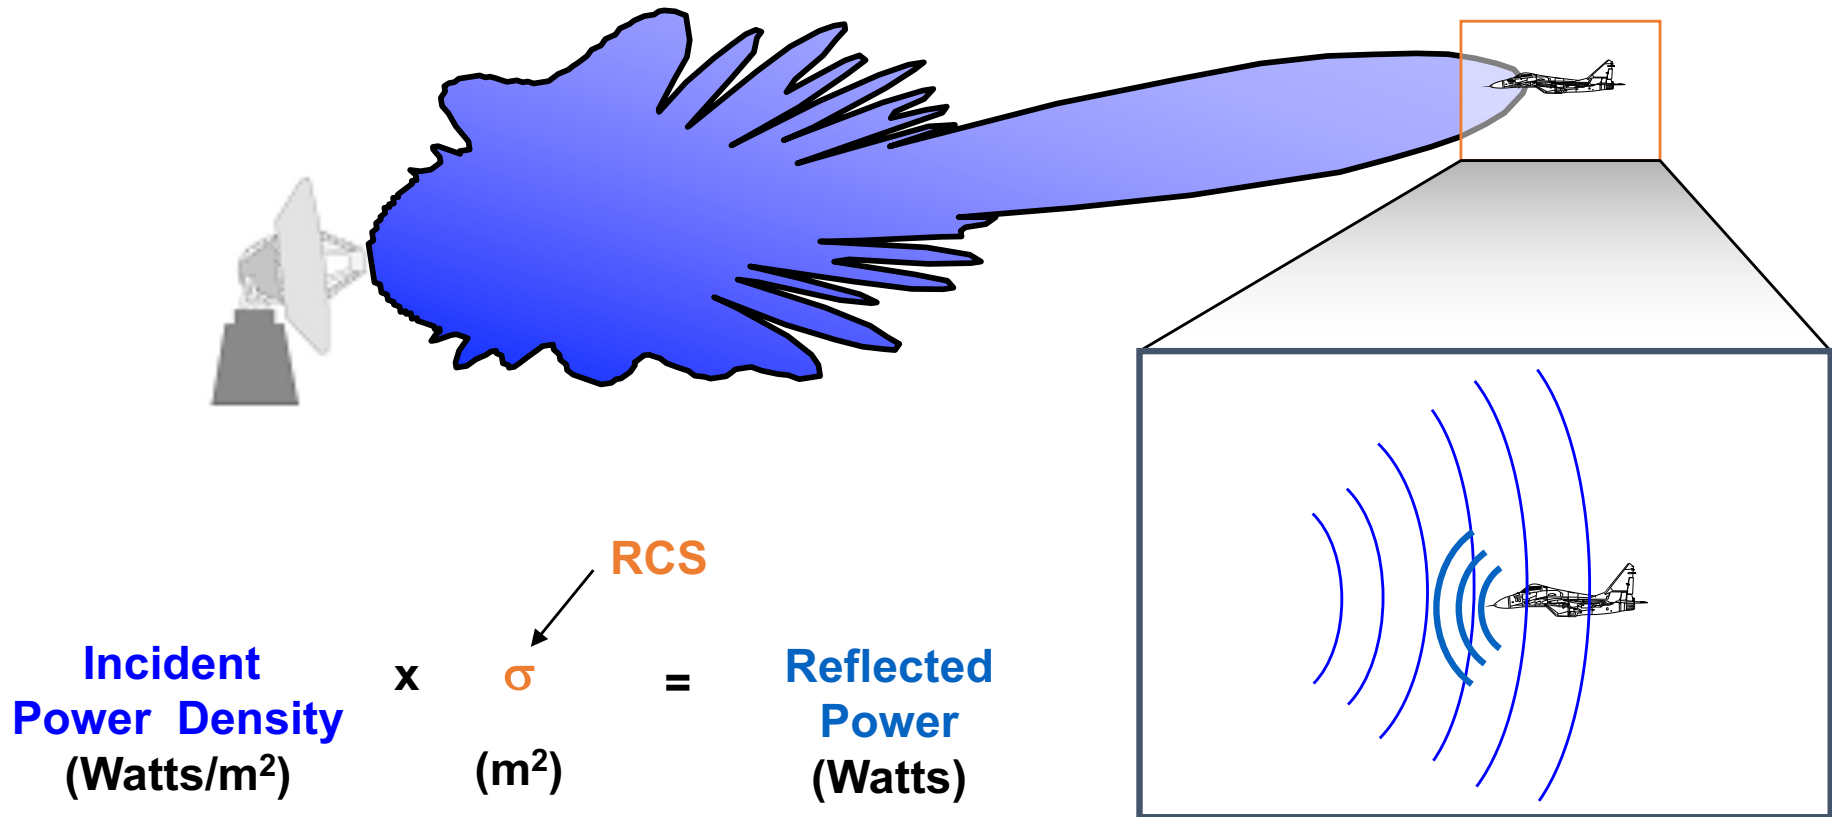 RCS
Incident
Power Density
(Watts/m²)
x
σ
(m²)
=
Reflected
Power
(Watts)